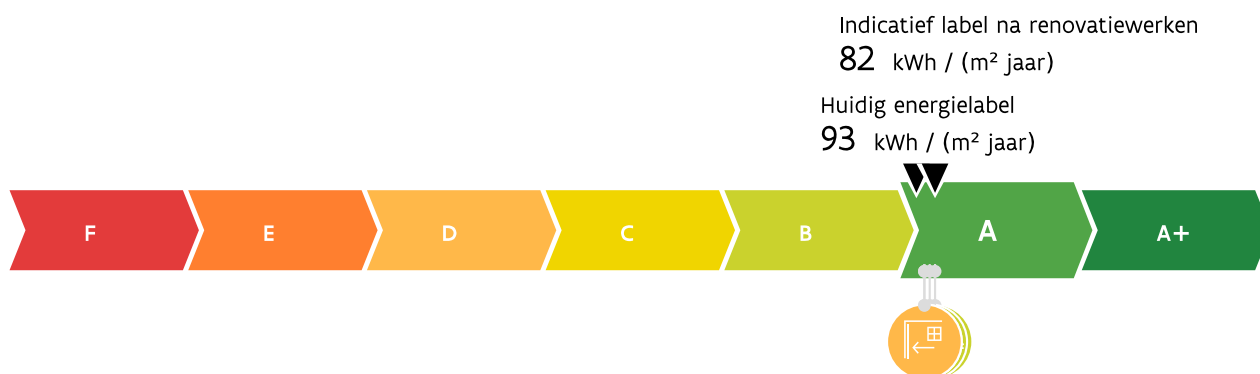 Indicatief label na renovatiewerken
82 kWh / (m² jaar)
Huidig energielabel
93 kWh / (m² jaar)
F E D C B A A+